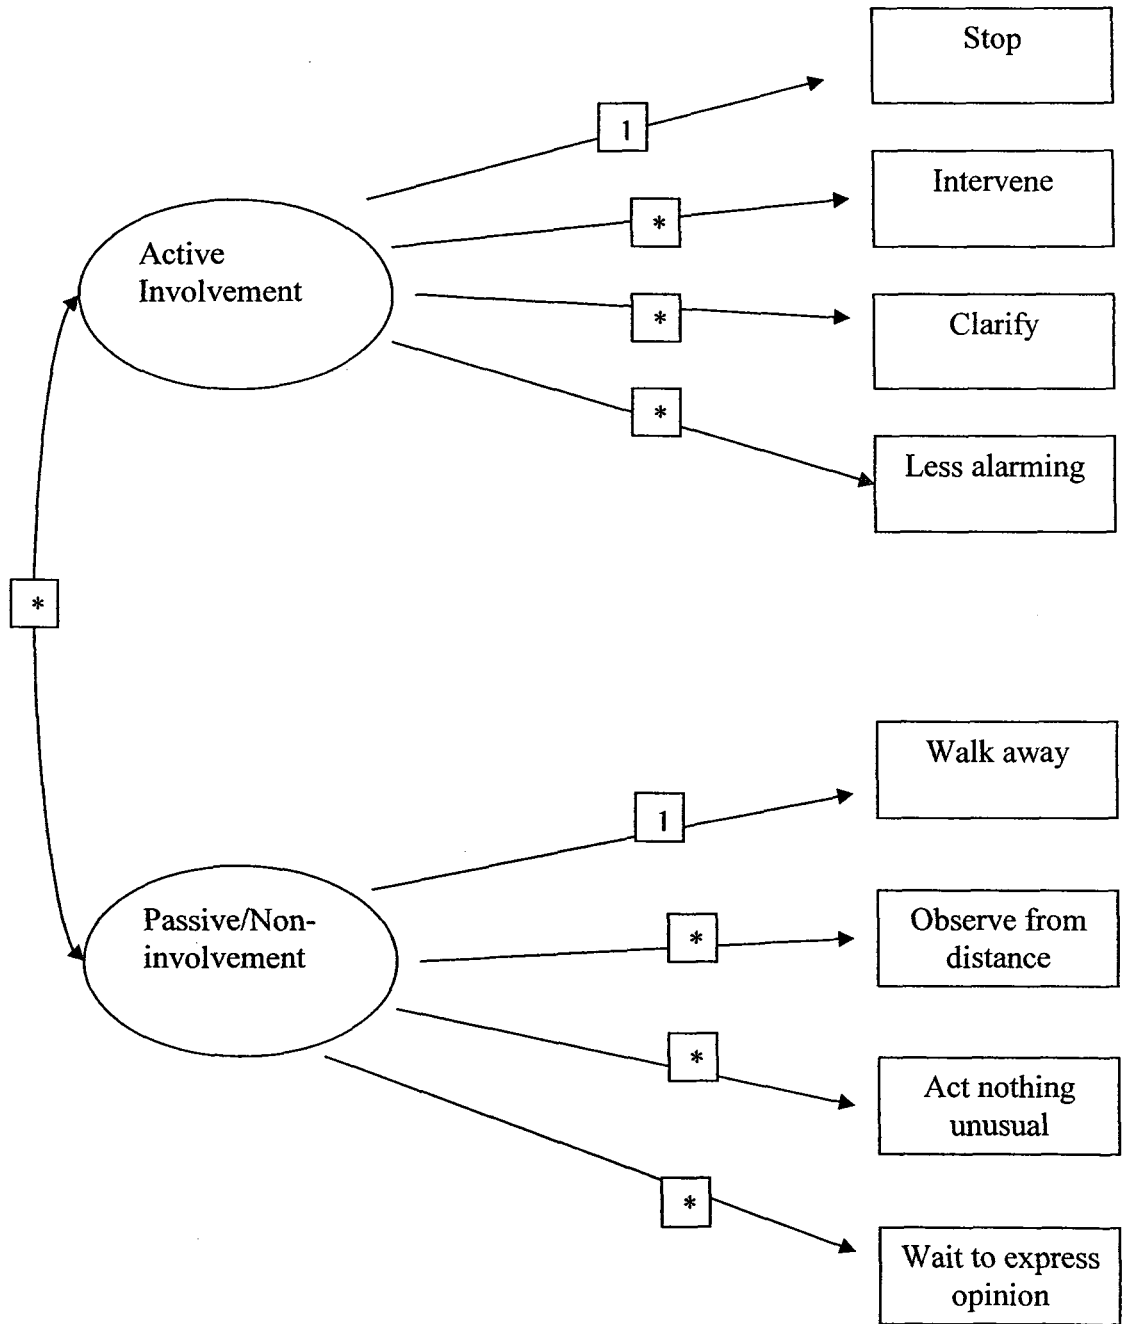 Stop
1
Intervene
*
Active
Involvement
*
Clarify
*
Less alarming
*
Walk away
1
Passive/Non-
involvement
*
Observe from
distance
*
Act nothing
unusual
*
Wait to express
opinion